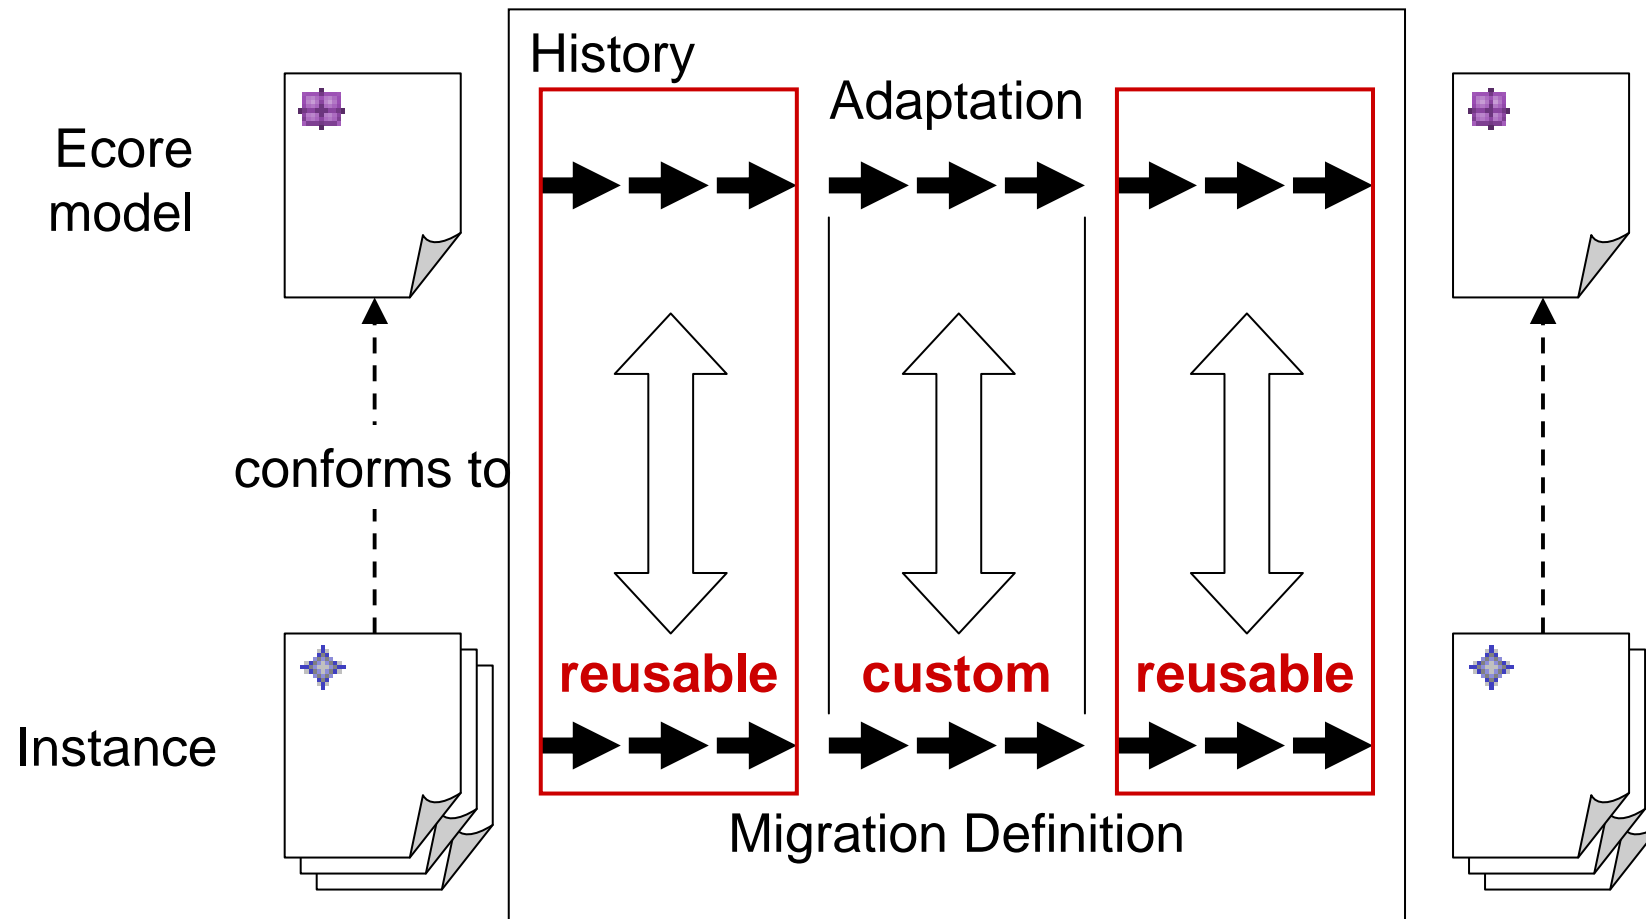 History
Adaptation
Ecore
model
conforms to
reusable
custom
reusable
Instance
Migration Definition